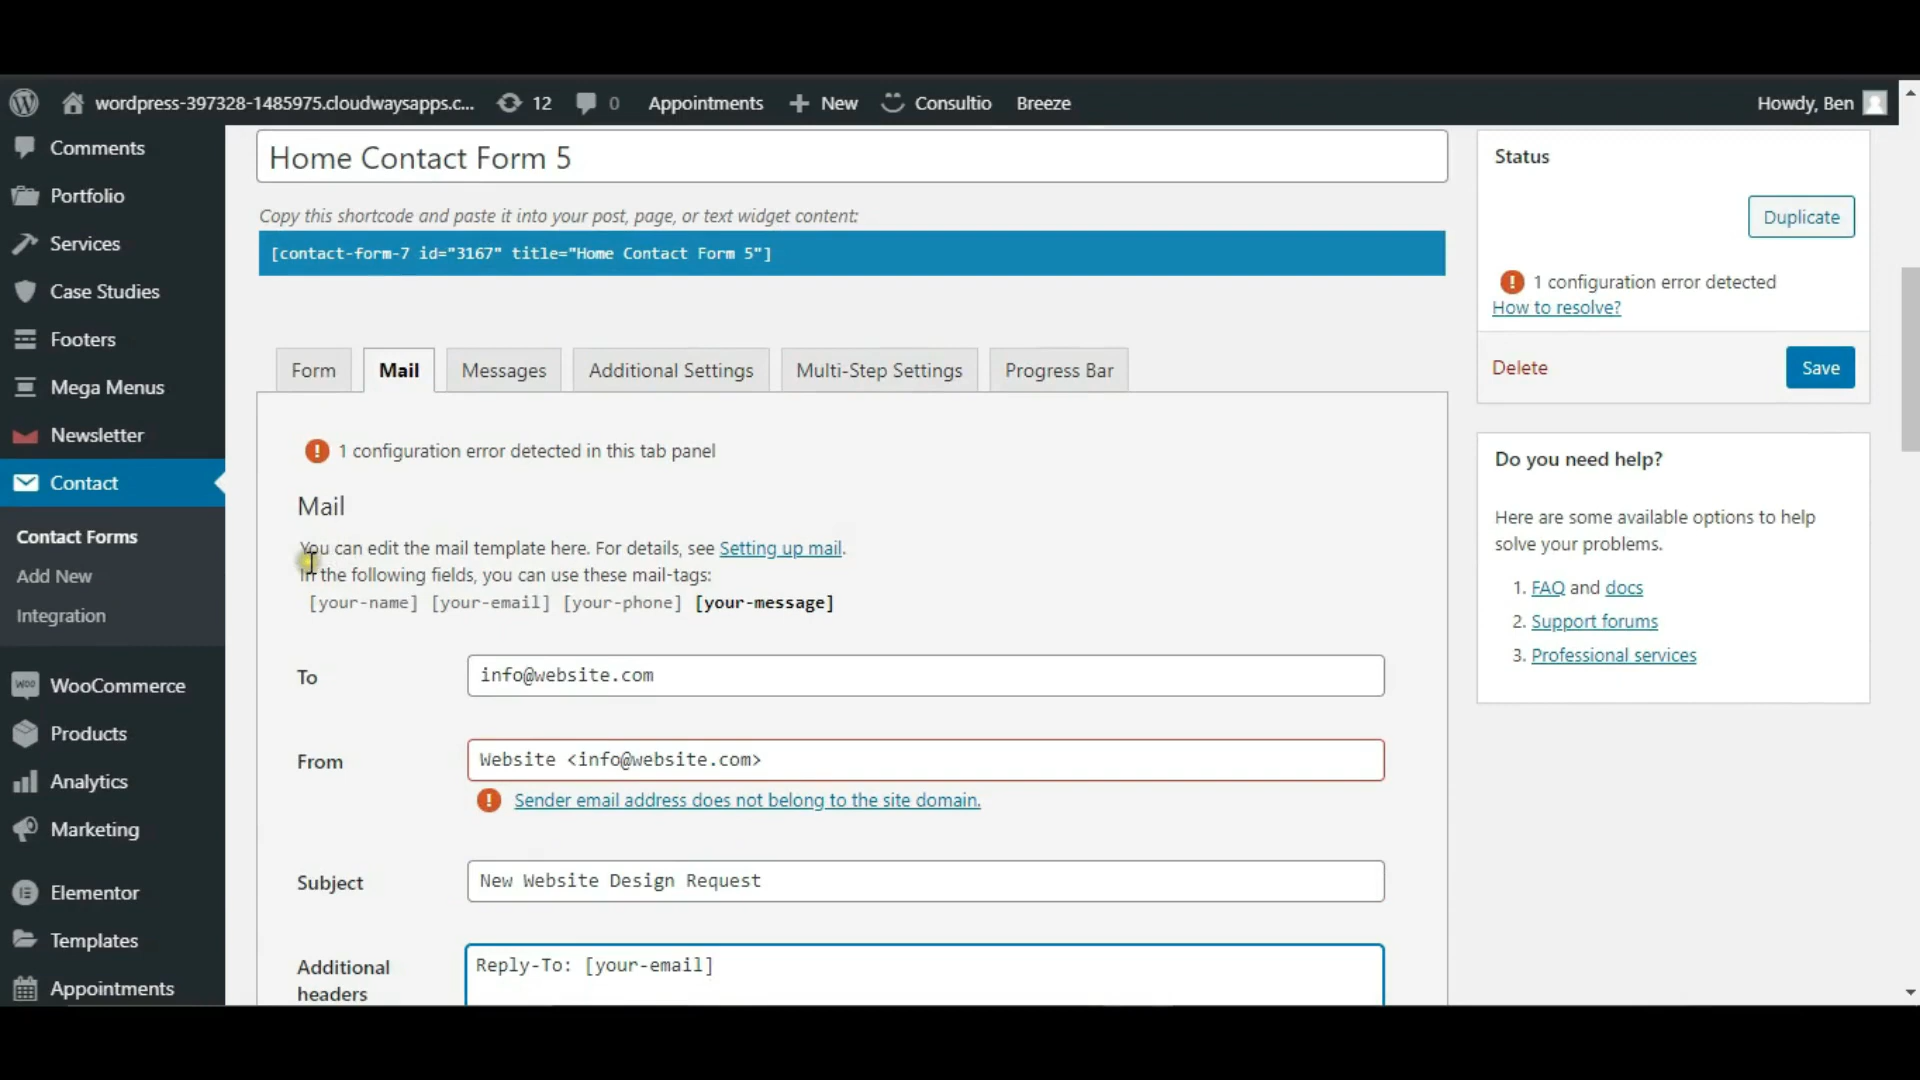 wordpress-397328-1485975.cloudwaysapps.c... 12 0 Appointments New Consultio Breeze Howdy, Ben
Comments
Portfolio
Services
Case Studies
Footers
Mega Menus
Newsletter
Contact
Contact Forms
Add New
Integration
WooCommerce
Products
Analytics
Marketing
Elementor
Templates
Appointments
Home Contact Form 5
Copy this shortcode and paste it into your post, page, or text widget content:
[contact-form-7 id="3167" title="Home Contact Form 5"]
Form Mail Messages Additional Settings Multi-Step Settings Progress Bar
! 1 configuration error detected in this tab panel
Mail
You can edit the mail template here. For details, see Setting up mail.
In the following fields, you can use these mail-tags:
[your-name] [your-email] [your-phone] [your-message]
To info@website.com
From Website <info@website.com>
! Sender email address does not belong to the site domain.
Subject New Website Design Request
Additional headers Reply-To: [your-email]
Status
Duplicate
! 1 configuration error detected
How to resolve?
Delete Save
Do you need help?
Here are some available options to help
solve your problems.
1. FAQ and docs
2. Support forums
3. Professional services